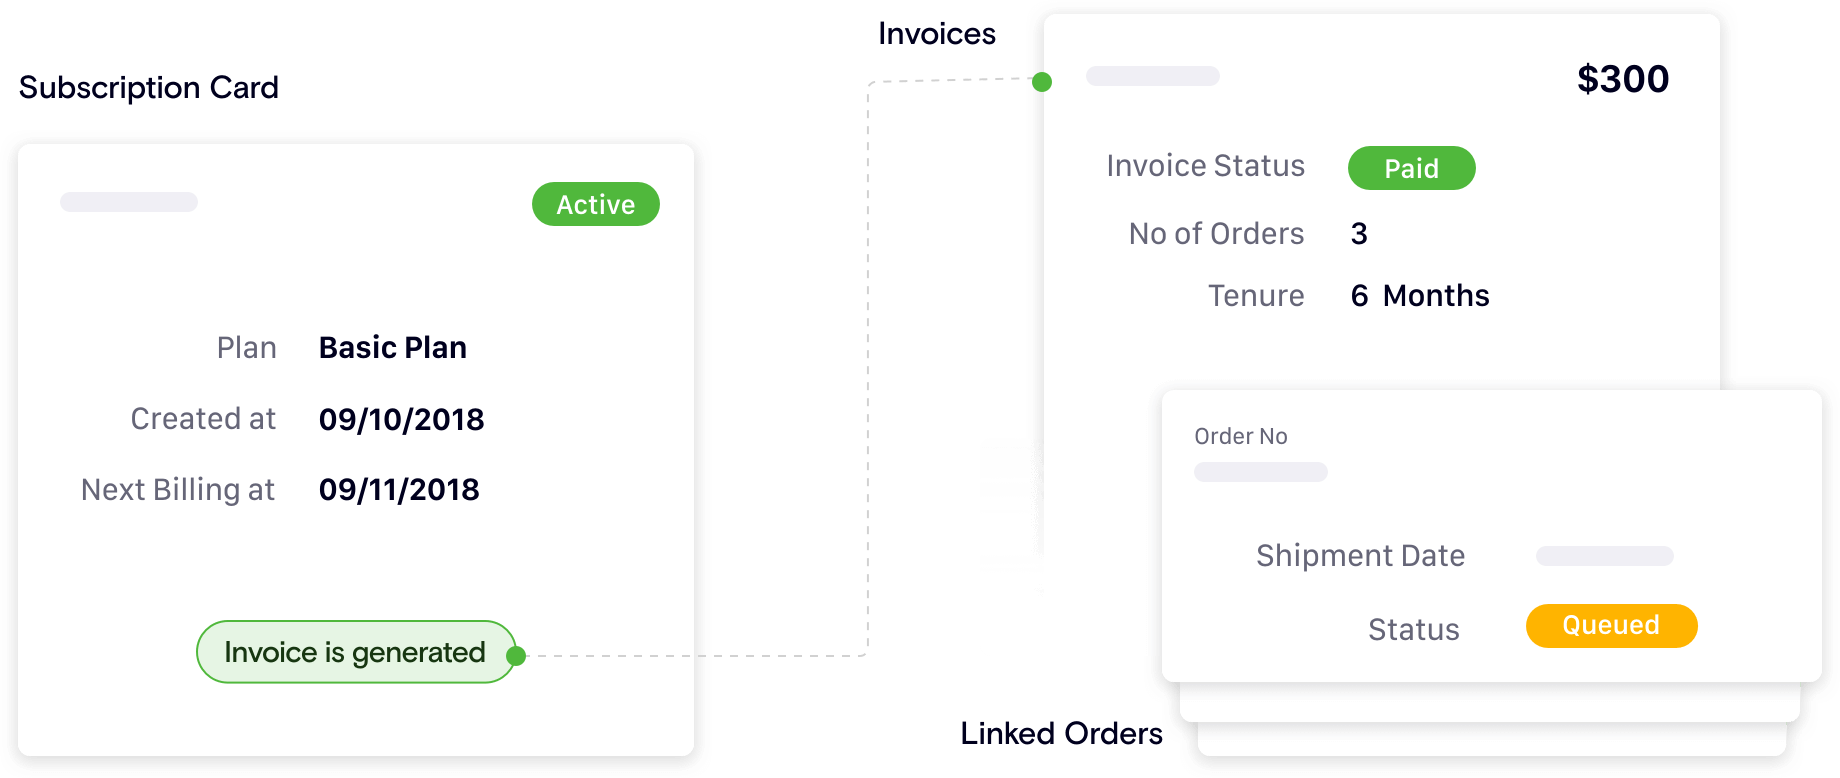 Subscription Card
Active
Plan Basic Plan
Created at 09/10/2018
Next Billing at 09/11/2018
Invoice is generated
Invoices
$300
Invoice Status Paid
No of Orders 3
Tenure 6 Months
Order No
Shipment Date
Status Queued
Linked Orders